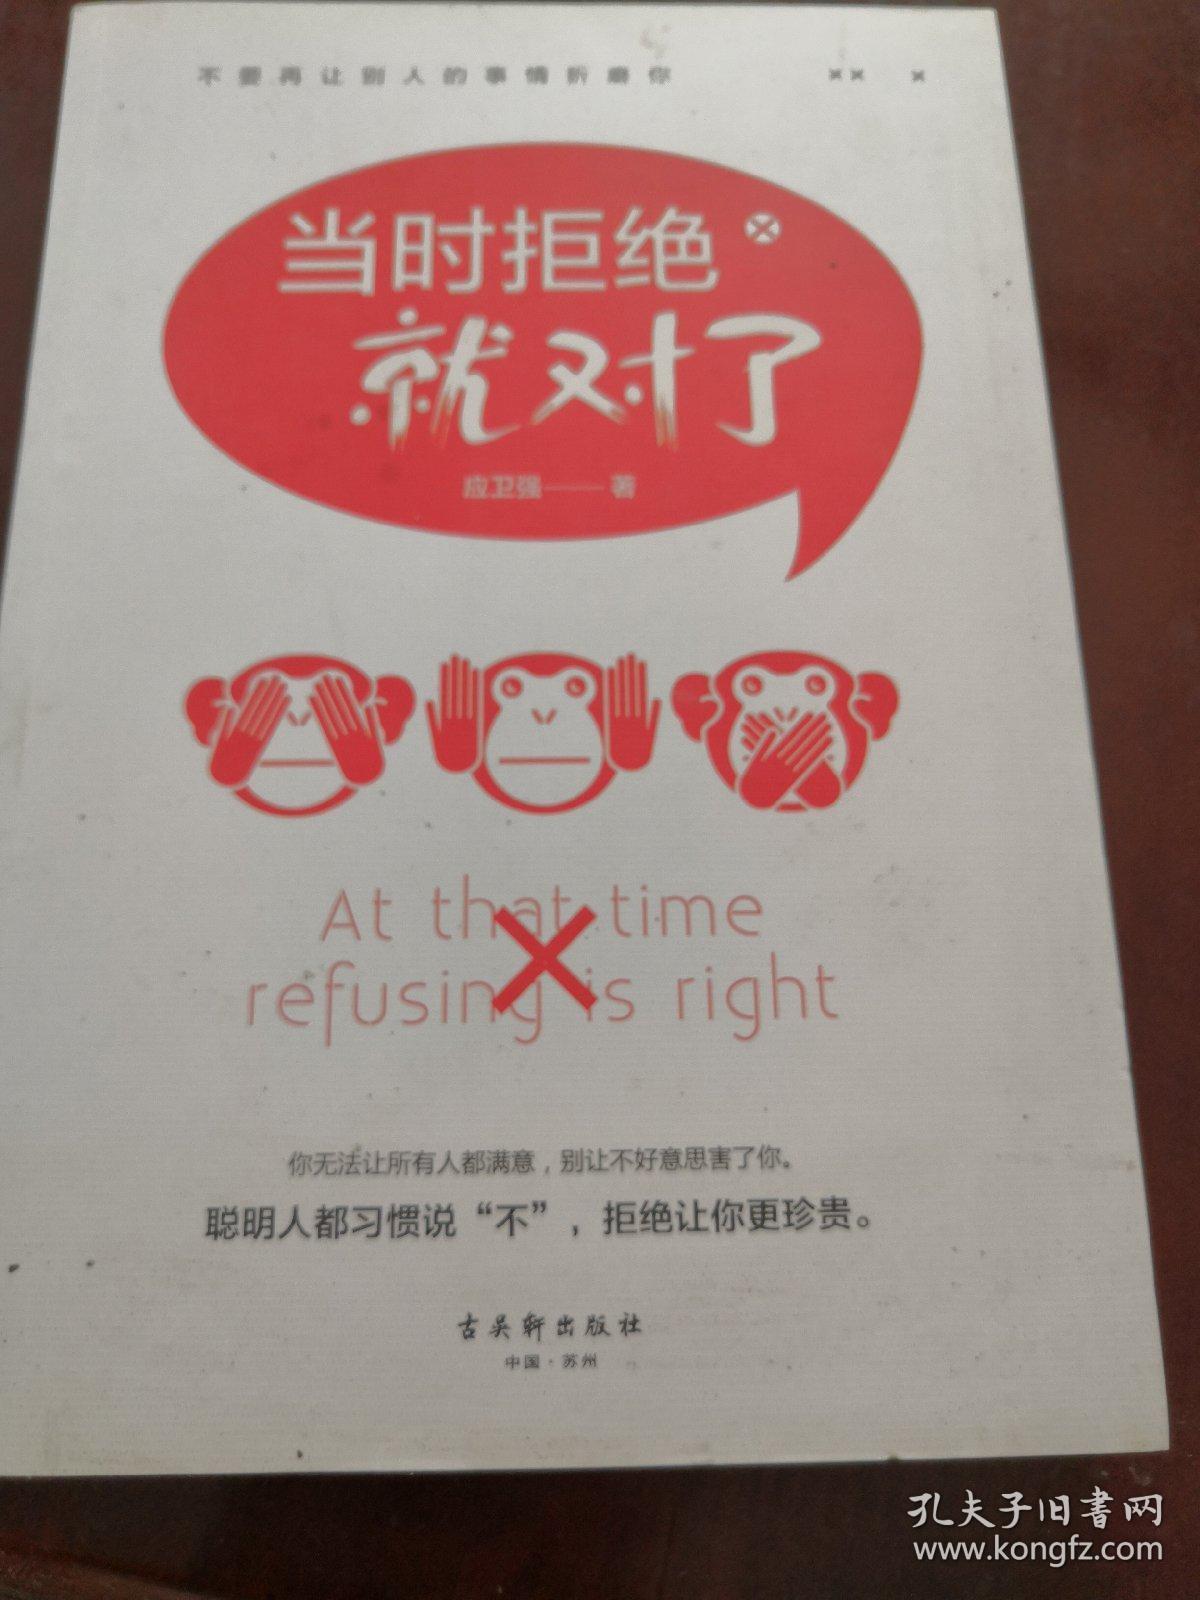 不要再让别人的事情折磨你
当时拒绝
就对了
应卫强——著
At that time
refusing is right
你无法让所有人都满意，别让不好意思害了你。
聪明人都习惯说“不”，拒绝让你更珍贵。
古吴轩出版社
中国·苏州
孔夫子旧书网
www.kongfz.com